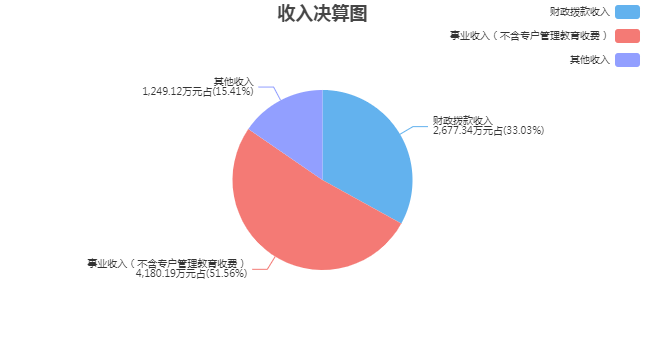 收入决算图
财政拨款收入
事业收入（不含专户管理教育收费）
其他收入
其他收入
1,249.12万元占(15.41%)
财政拨款收入
2,677.34万元占(33.03%)
事业收入（不含专户管理教育收费）
4,180.19万元占(51.56%)